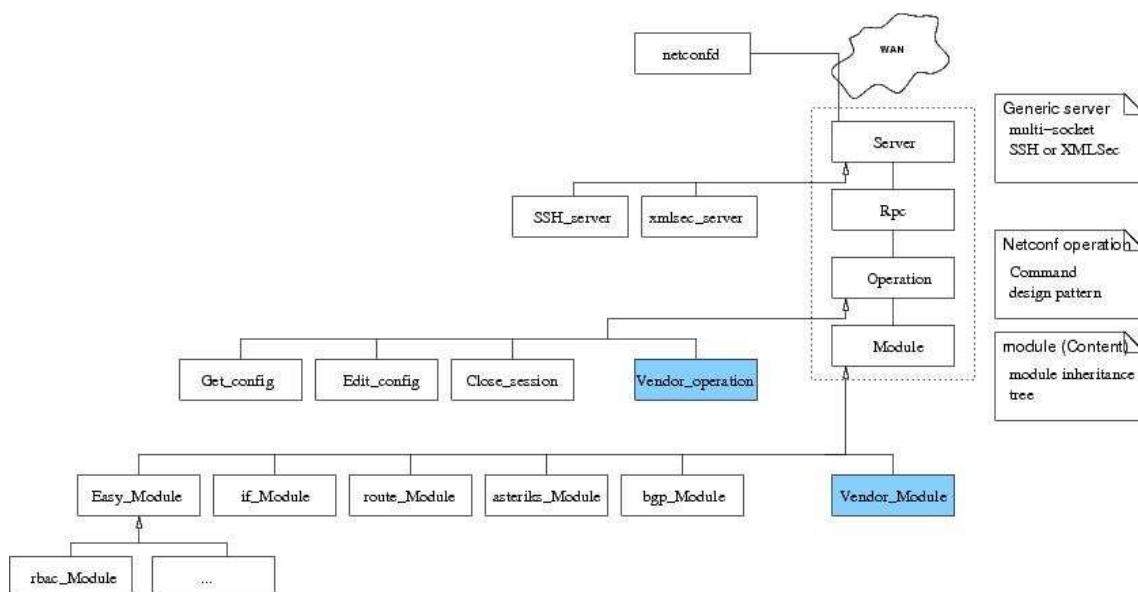 WAN
netconfd
Generic server
multi-socket
SSH or XMLSec
Server
SSH_server
xmlsec_server
Rpc
Netconf operation
Command
design pattern
Operation
Module
module (Content)
module inheritance
tree
Get_config
Edit_config
Close_session
Vendor_operation
Easy_Module
if_Module
route_Module
asteriks_Module
bgp_Module
Vendor_Module
rbac_Module
...